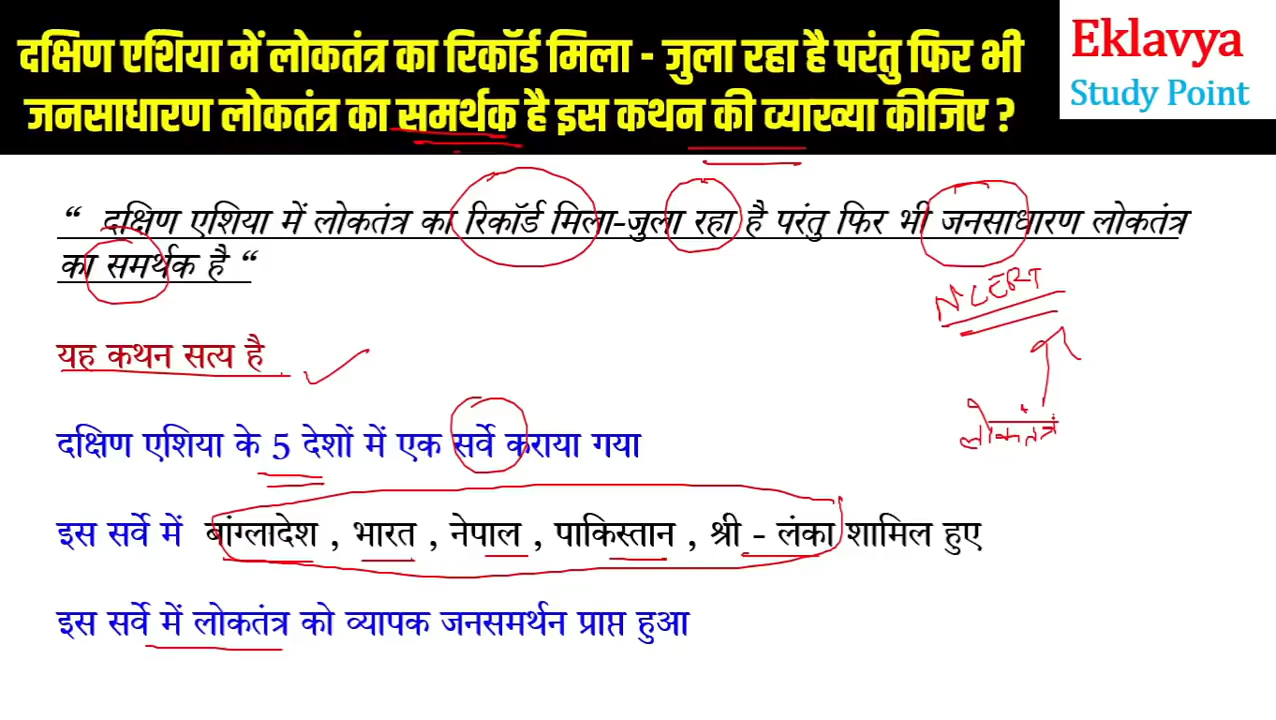 दक्षिण एशिया में लोकतंत्र का रिकॉर्ड मिला - जुला रहा है परंतु फिर भी
जनसाधारण लोकतंत्र का समर्थक है इस कथन की व्याख्या कीजिए ?
Eklavya
Study Point
“ दक्षिण एशिया में लोकतंत्र का रिकॉर्ड मिला-जुला रहा है परंतु फिर भी जनसाधारण लोकतंत्र
का समर्थक है “
NCERT
यह कथन सत्य है
लोकतंत्र
दक्षिण एशिया के 5 देशों में एक सर्वे कराया गया
इस सर्वे में बांग्लादेश , भारत , नेपाल , पाकिस्तान , श्री - लंका शामिल हुए
इस सर्वे में लोकतंत्र को व्यापक जनसमर्थन प्राप्त हुआ